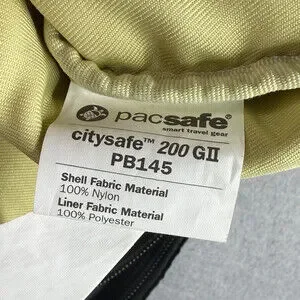 pacsafe®
smart travel gear
citysafe™ 200 GII
PB145
Shell Fabric Material
100% Nylon
Liner Fabric Material
100% Polyester